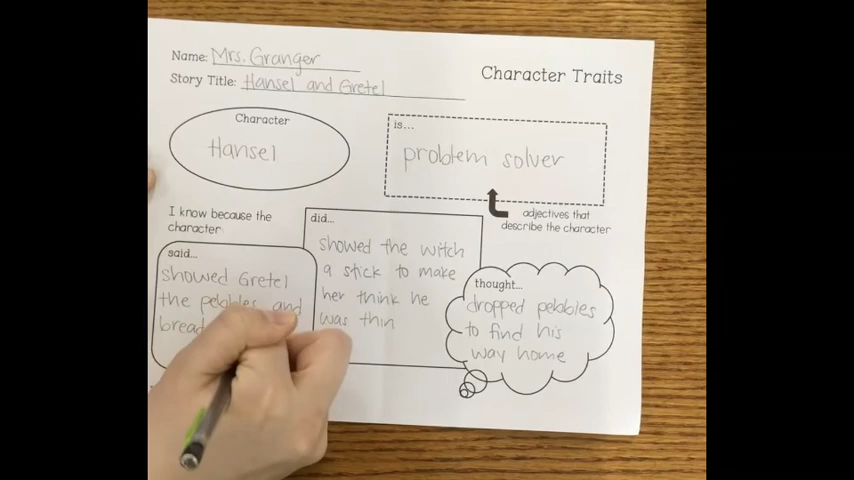 Name: Mrs. Granger
Story Title: Hansel and Gretel
Character Traits
Character
Hansel
is...
problem solver
adjectives that
describe the character
I know because the
character
said...
showed Gretel
the pebbles and
bread
did...
showed the witch
a stick to make
her think he
was thin
thought...
dropped pebbles
to find his
way home